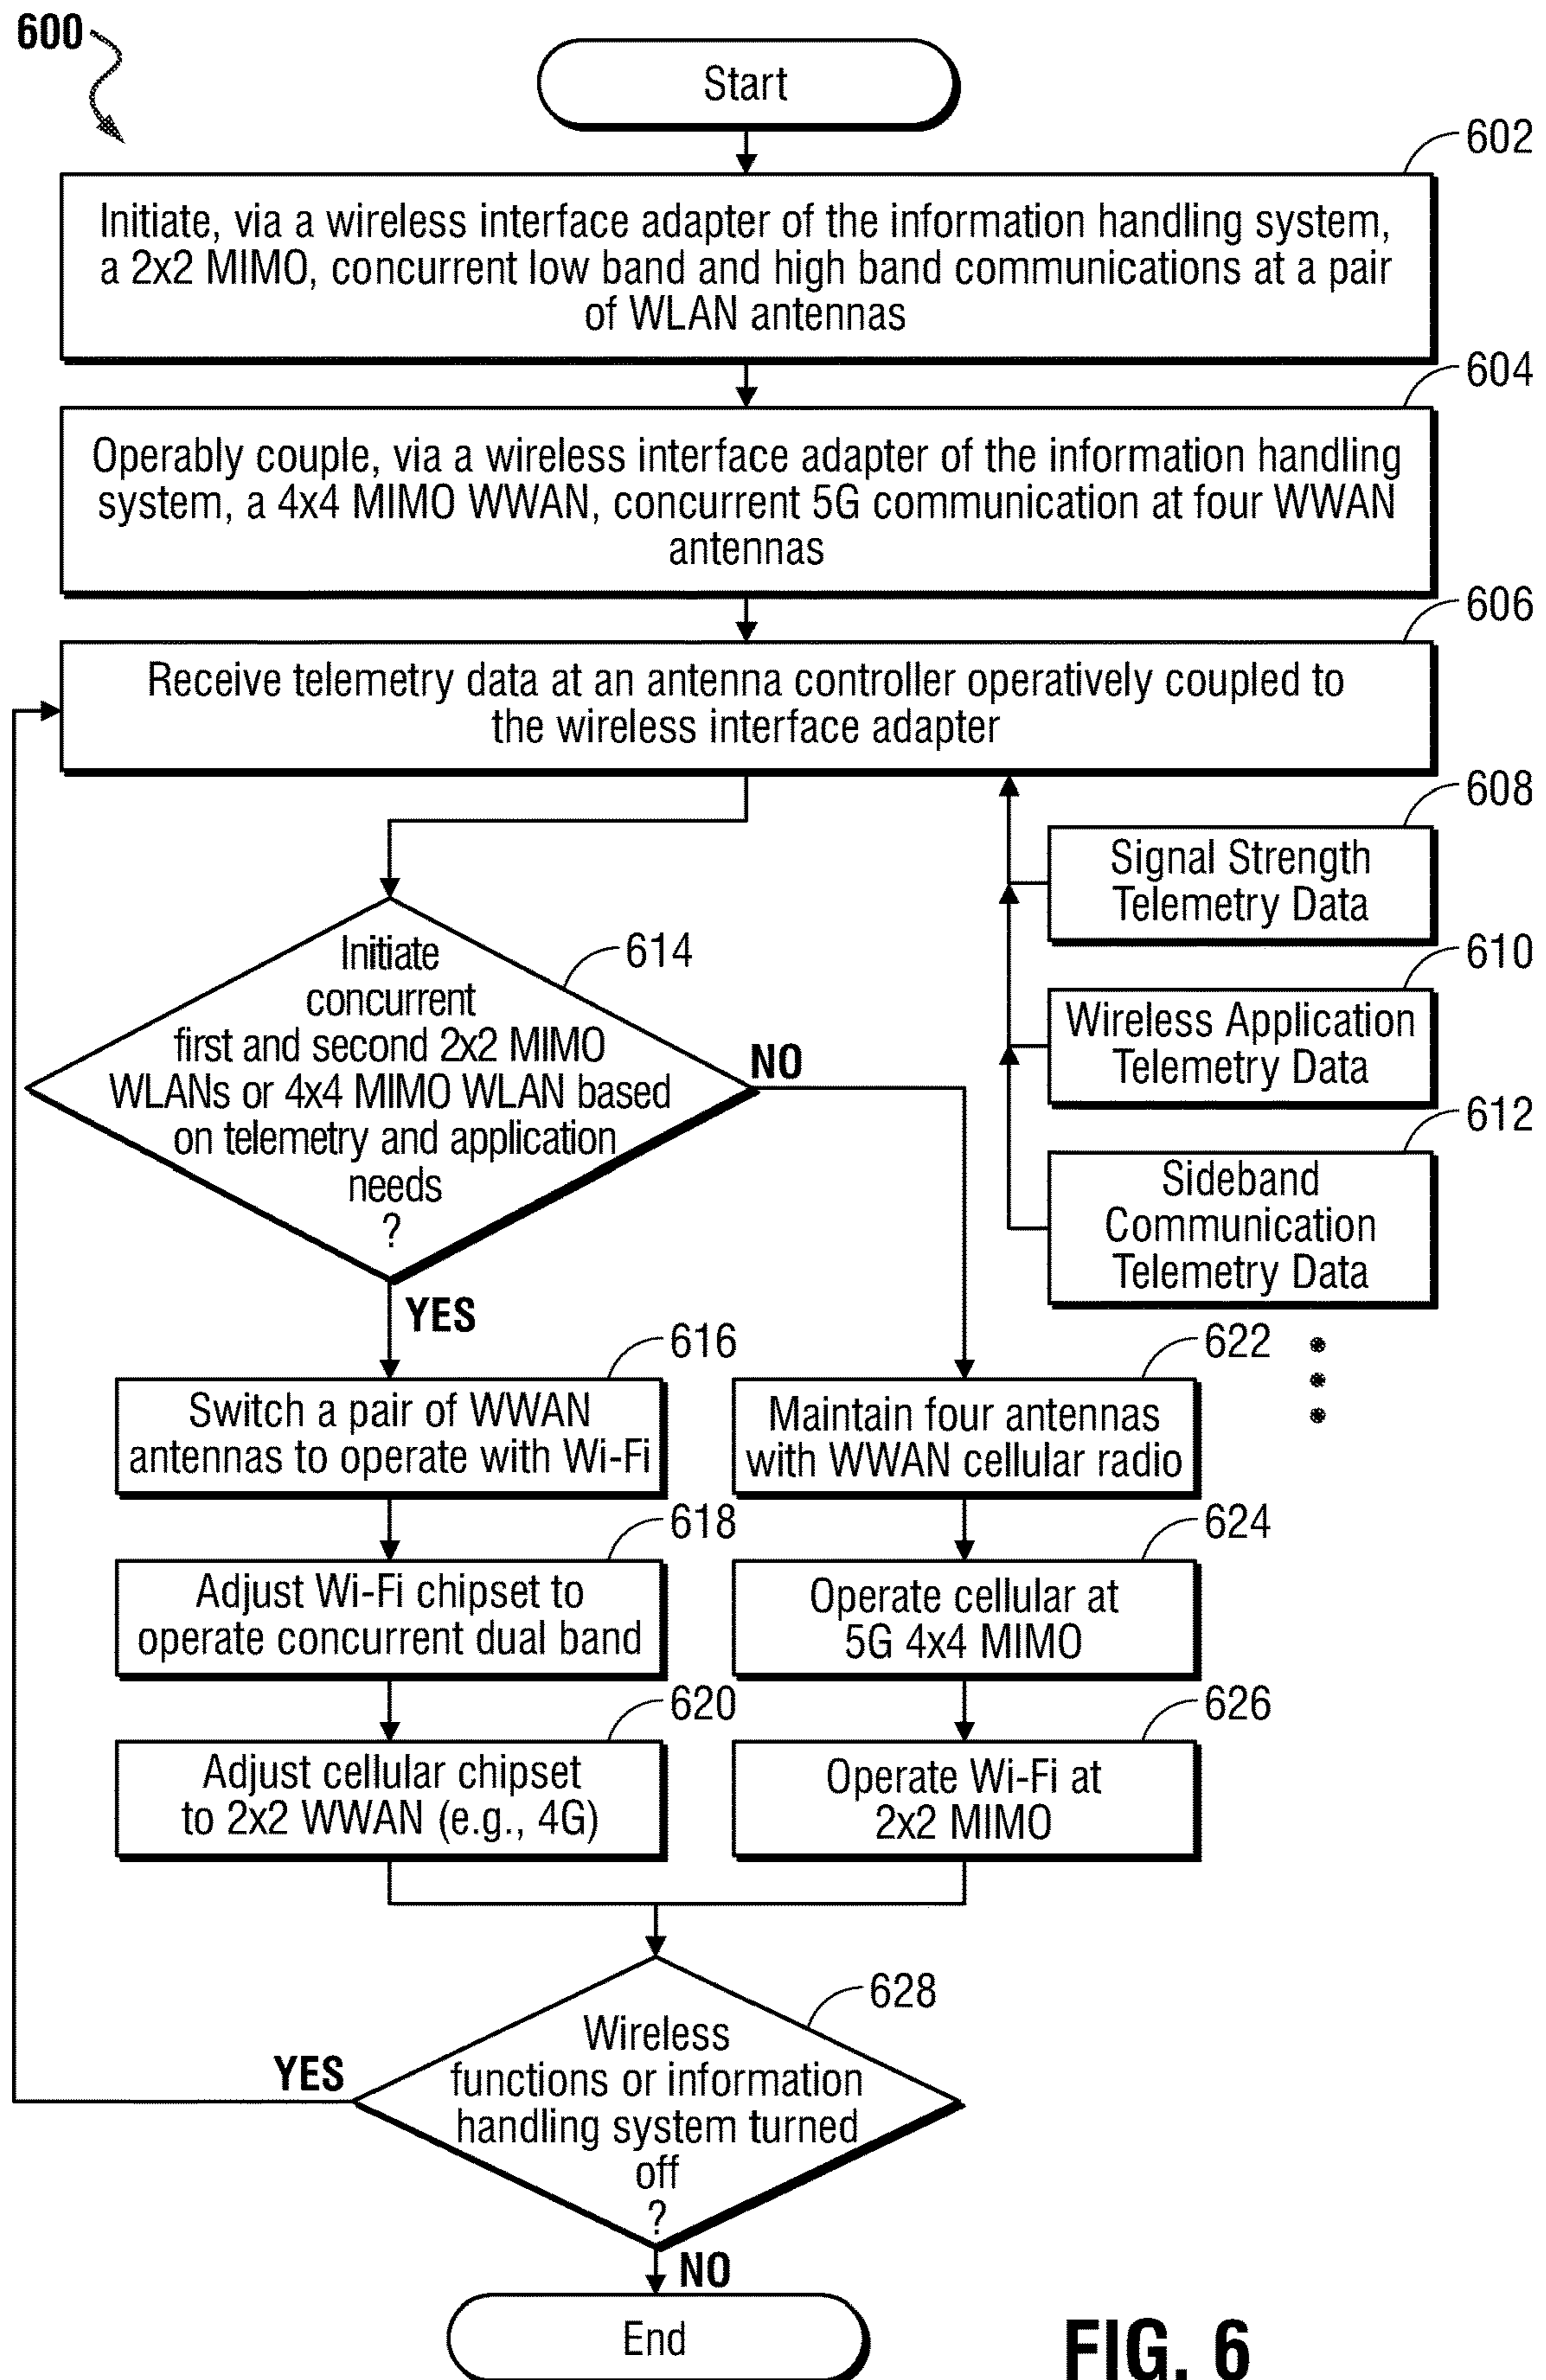 600
Start
602
Initiate, via a wireless interface adapter of the information handling system,
a 2x2 MIMO, concurrent low band and high band communications at a pair
of WLAN antennas
604
Operably couple, via a wireless interface adapter of the information handling
system, a 4x4 MIMO WWAN, concurrent 5G communication at four WWAN
antennas
606
Receive telemetry data at an antenna controller operatively coupled to
the wireless interface adapter
608
Signal Strength
Telemetry Data
610
Wireless Application
Telemetry Data
612
Sideband
Communication
Telemetry Data
614
Initiate
concurrent
first and second 2x2 MIMO
WLANs or 4x4 MIMO WLAN based
on telemetry and application
needs
?
NO
YES
616
Switch a pair of WWAN
antennas to operate with Wi-Fi
618
Adjust Wi-Fi chipset to
operate concurrent dual band
620
Adjust cellular chipset
to 2x2 WWAN (e.g., 4G)
622
Maintain four antennas
with WWAN cellular radio
624
Operate cellular at
5G 4x4 MIMO
626
Operate Wi-Fi at
2x2 MIMO
628
Wireless
functions or information
handling system turned
off
?
YES
NO
End
FIG. 6